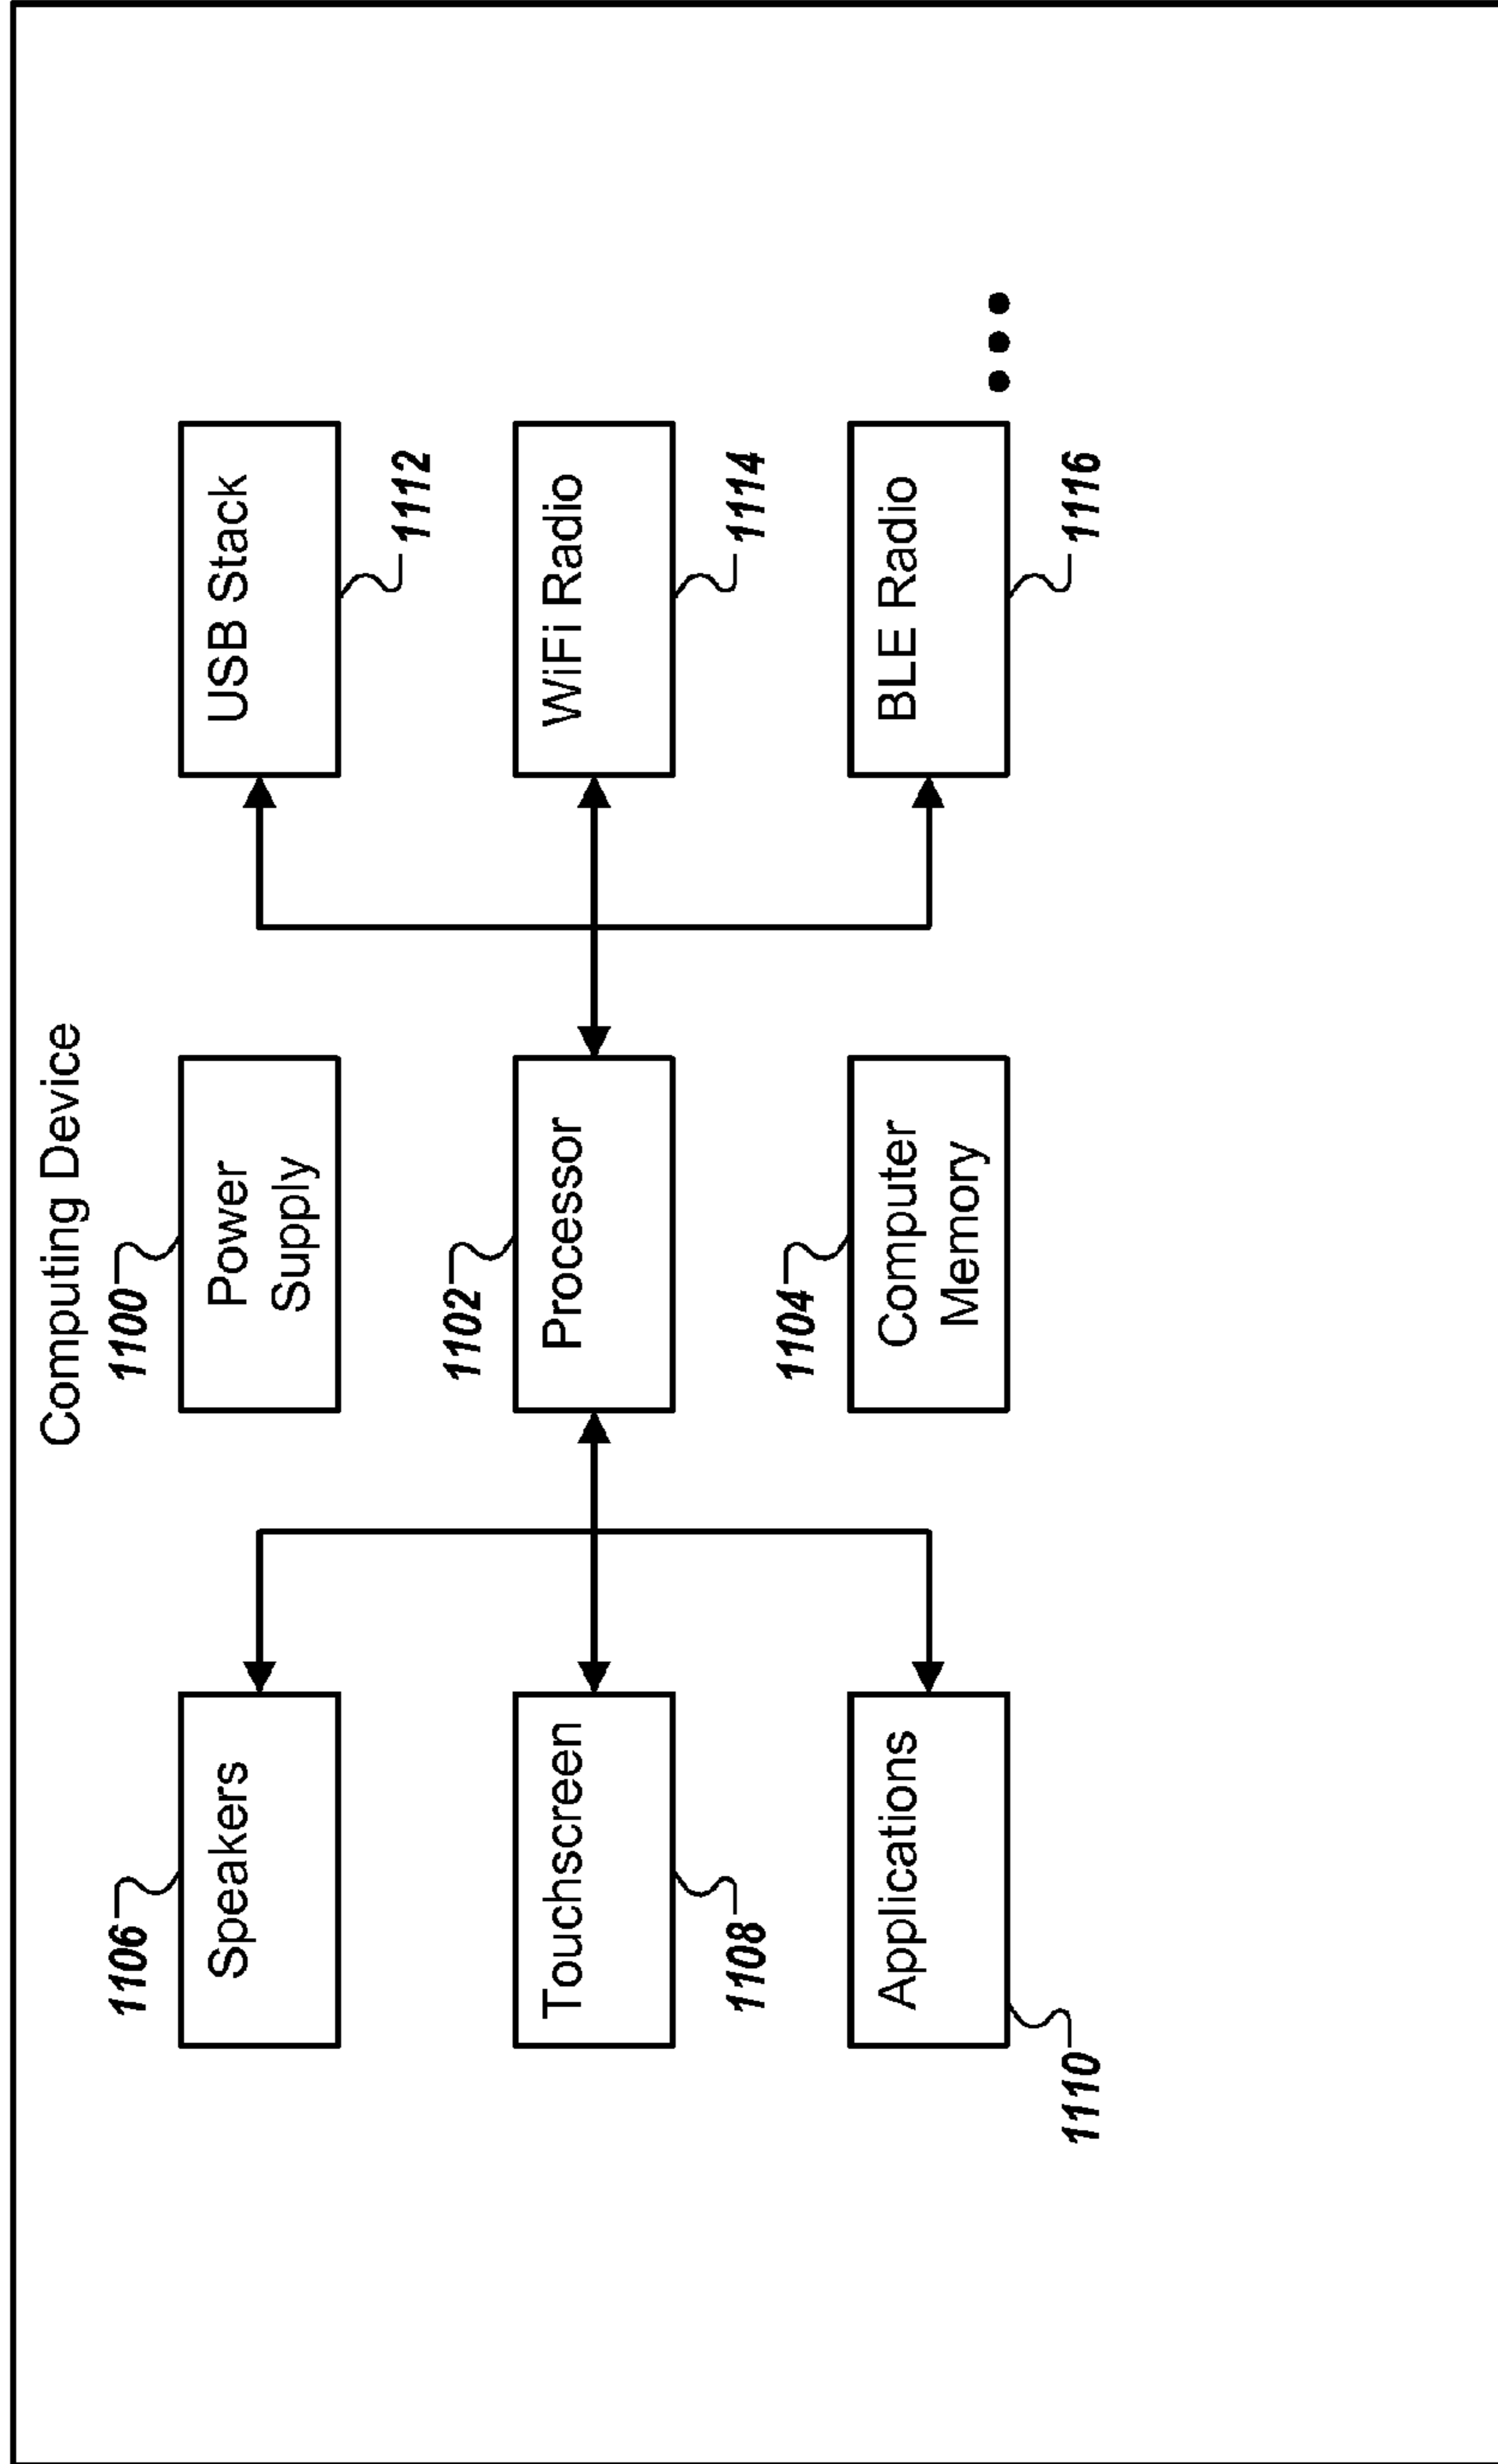 Computing Device
1106
Speakers
1100
Power
Supply
USB Stack
1112
Touchscreen
1108
1102
Processor
WiFi Radio
1114
Applications
1110
1104
Computer
Memory
BLE Radio
1116